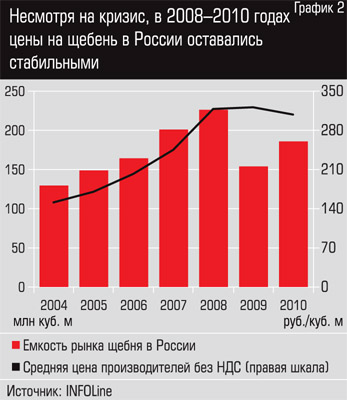 График 2
Несмотря на кризис, в 2008–2010 годах
цены на щебень в России оставались
стабильными
250 350
200 280
150 210
100 140
50 70
0 0
2004 2005 2006 2007 2008 2009 2010
млн куб. м руб./куб. м
Емкость рынка щебня в России
Средняя цена производителей без НДС (правая шкала)
Источник: INFOLine